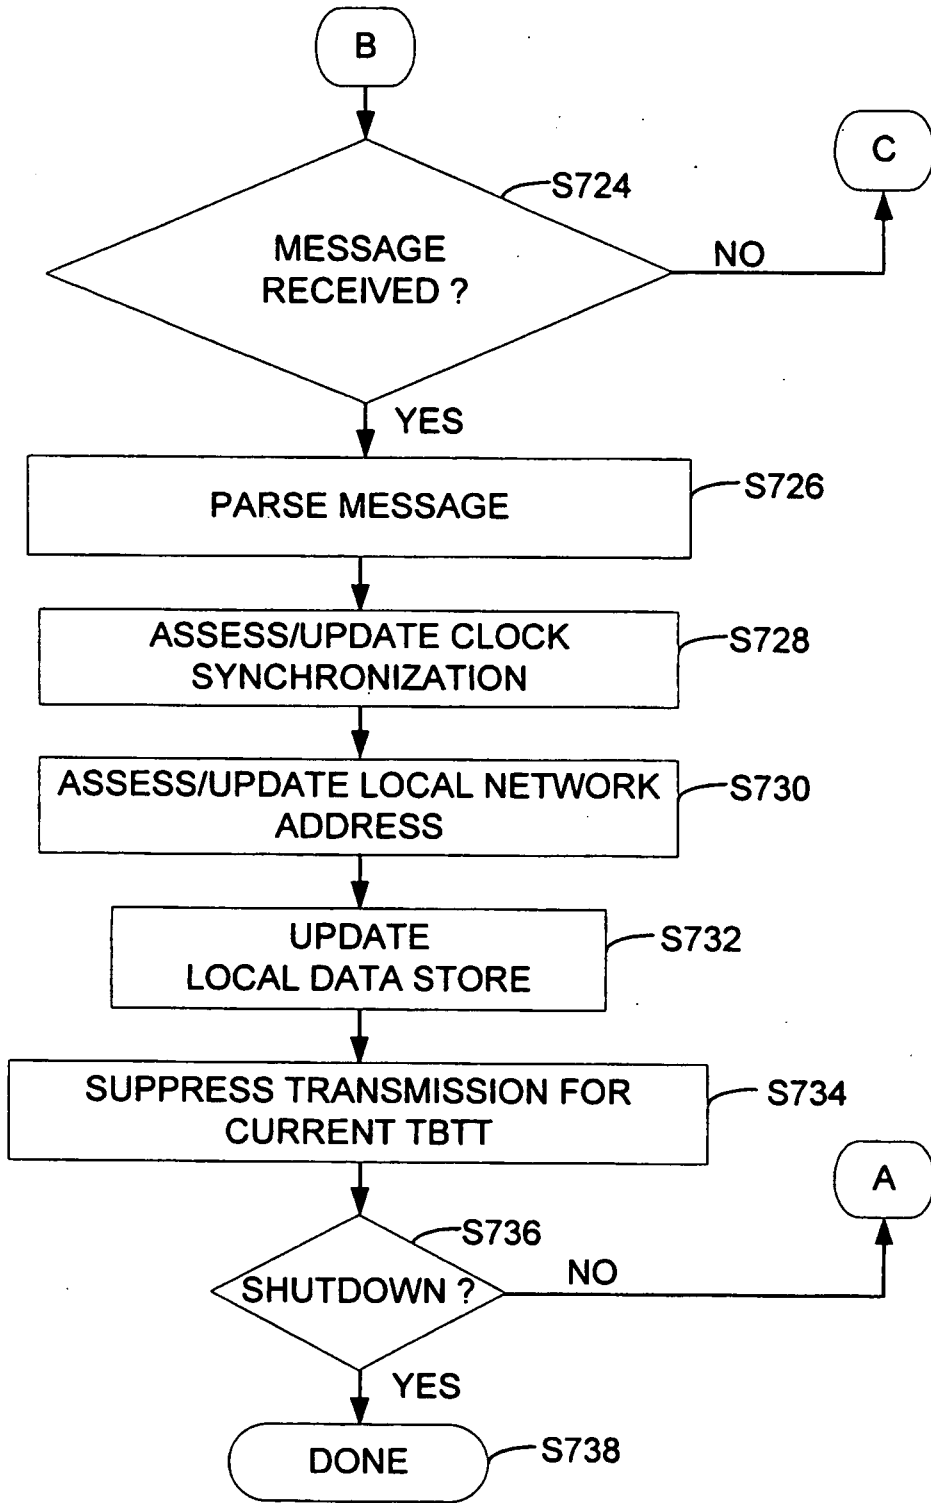 B
C
S724
MESSAGE
RECEIVED ?
NO
YES
PARSE MESSAGE
S726
ASSESS/UPDATE CLOCK
SYNCHRONIZATION
S728
ASSESS/UPDATE LOCAL NETWORK
ADDRESS
S730
UPDATE
LOCAL DATA STORE
S732
SUPPRESS TRANSMISSION FOR
CURRENT TBTT
S734
A
S736
SHUTDOWN ?
NO
YES
DONE
S738